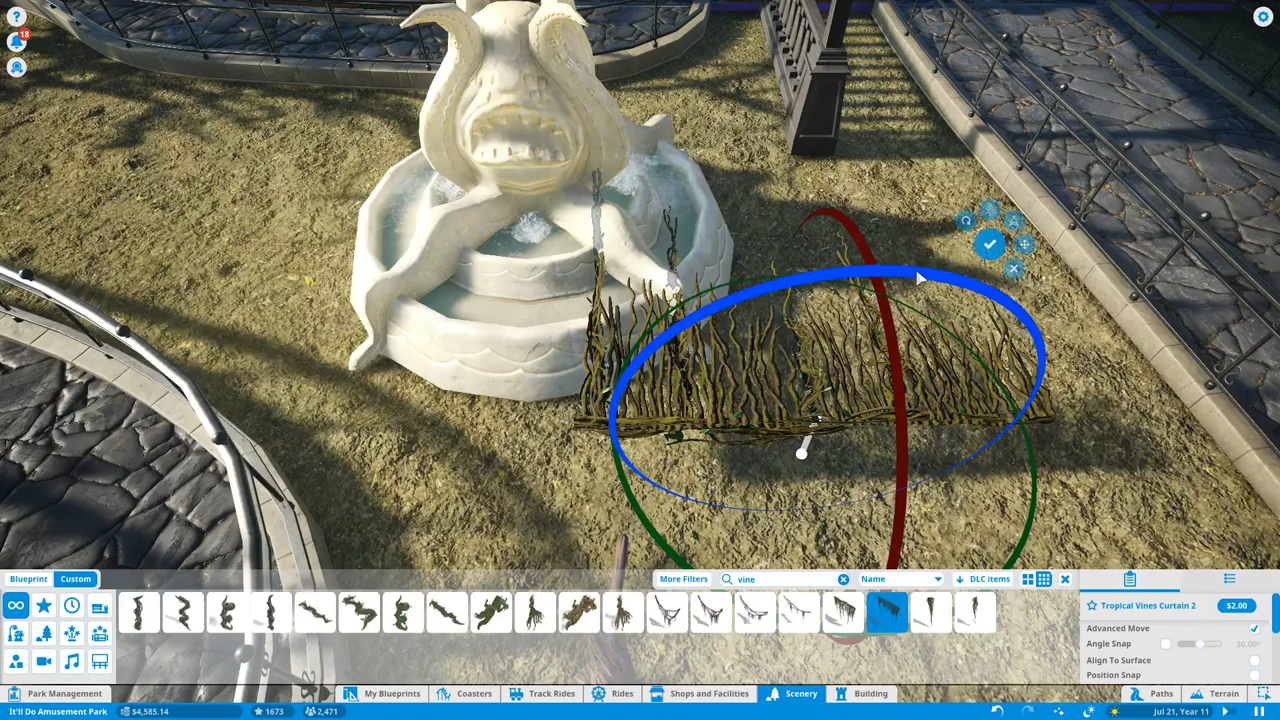 ?
18
Blueprint
Custom
More Filters
vine
Name
DLC items
Tropical Vines Curtain 2
$2.00
Advanced Move
Angle Snap
30.00°
Align To Surface
Position Snap
Park Management
My Blueprints
Coasters
Track Rides
Rides
Shops and Facilities
Scenery
Building
Paths
Terrain
It'll Do Amusement Park
$4,585.14
1673
2,471
Jul 21, Year 11